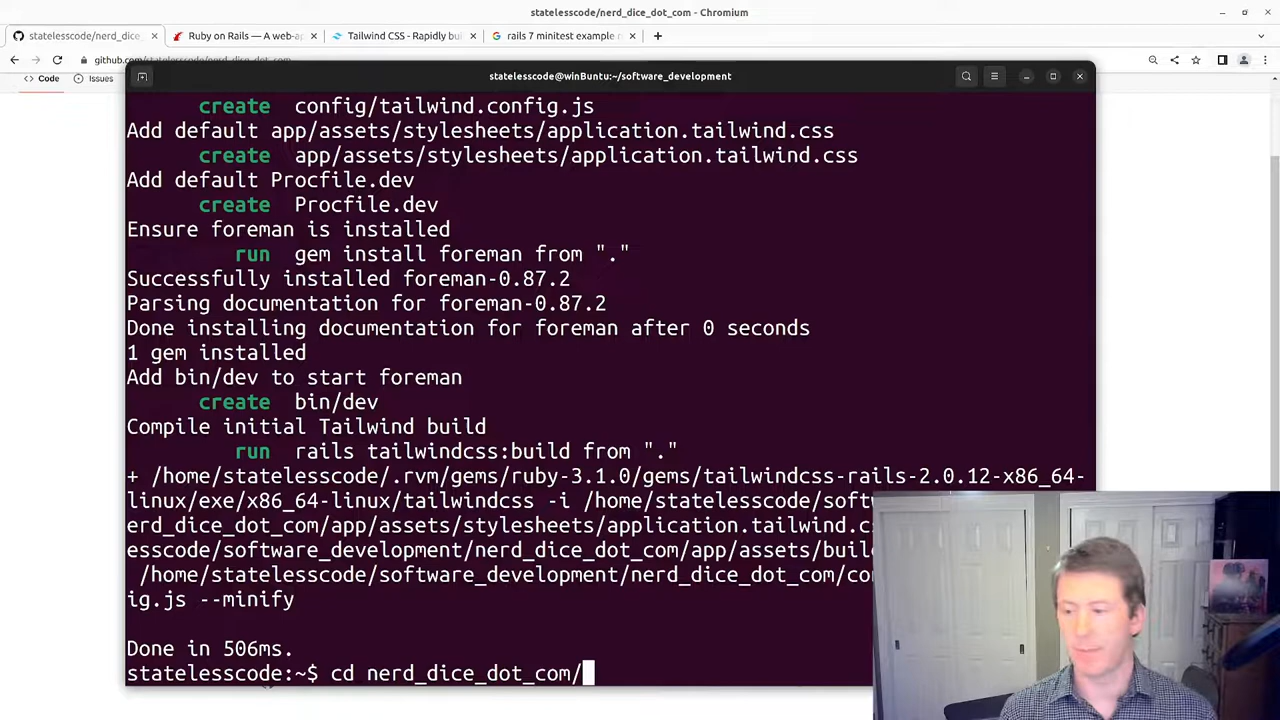 statelesscode/nerd_dice_dot_com - Chromium
statelesscode/nerd_dice_
Ruby on Rails — A web-ap
Tailwind CSS - Rapidly bu
rails 7 minitest example r
github.com/statelesscode/nerd_dice_dot_com
Code
Issues
statelesscode@winBuntu:~/software_development
create config/tailwind.config.js
Add default app/assets/stylesheets/application.tailwind.css
create app/assets/stylesheets/application.tailwind.css
Add default Procfile.dev
create Procfile.dev
Ensure foreman is installed
run gem install foreman from "."
Successfully installed foreman-0.87.2
Parsing documentation for foreman-0.87.2
Done installing documentation for foreman after 0 seconds
1 gem installed
Add bin/dev to start foreman
create bin/dev
Compile initial Tailwind build
run rails tailwindcss:build from "."
+ /home/statelesscode/.rvm/gems/ruby-3.1.0/gems/tailwindcss-rails-2.0.12-x86_64-
linux/exe/x86_64-linux/tailwindcss -i /home/statelesscode/soft
erd_dice_dot_com/app/assets/stylesheets/application.tailwind.cs
esscode/software_development/nerd_dice_dot_com/app/assets/buil
/home/statelesscode/software_development/nerd_dice_dot_com/co
ig.js --minify
Done in 506ms.
statelesscode:~$ cd nerd_dice_dot_com/